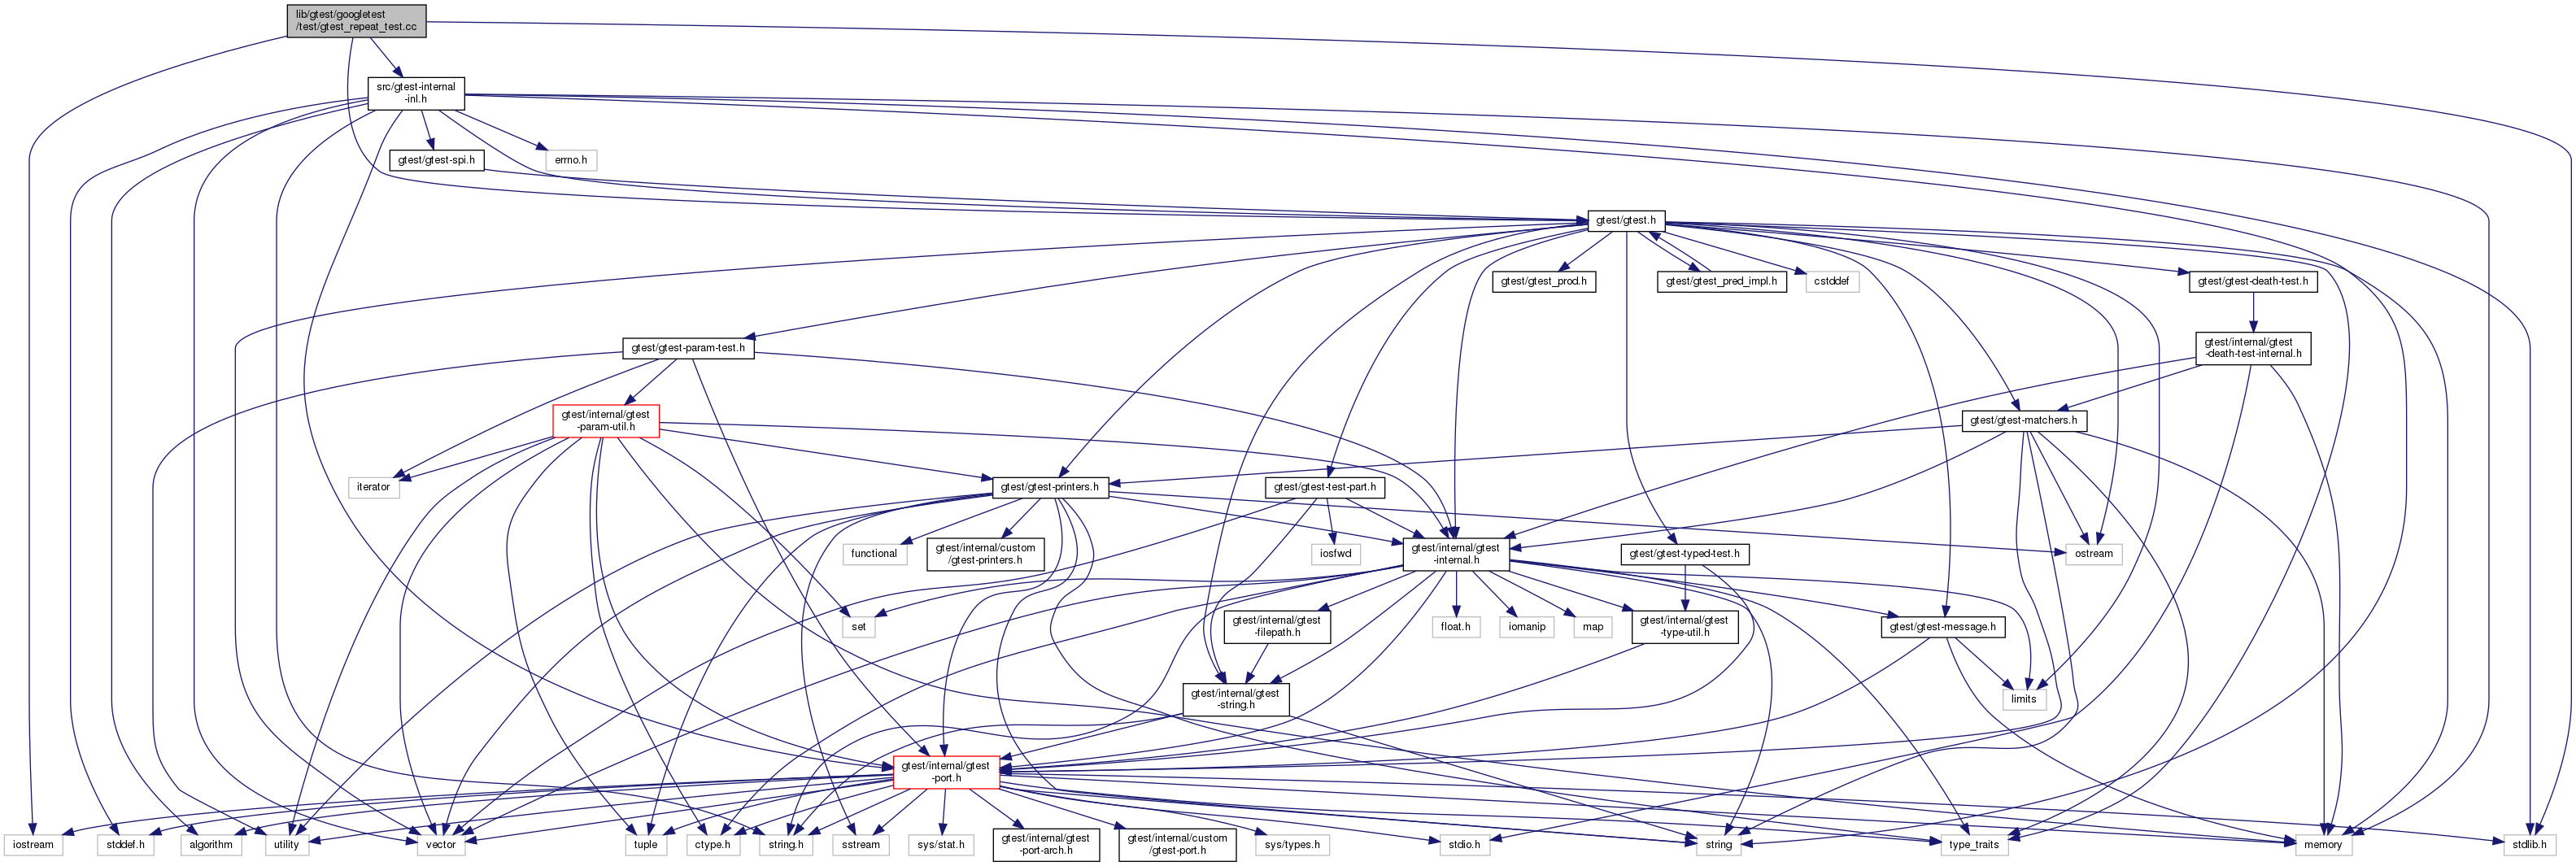 lib/gtest/googletest
/test/gtest_repeat_test.cc
src/gtest-internal
-inl.h
gtest/gtest-spi.h
errno.h
gtest/gtest.h
gtest/gtest_prod.h
gtest/gtest_pred_impl.h
cstddef
gtest/gtest-death-test.h
gtest/gtest-param-test.h
gtest/internal/gtest
-death-test-internal.h
gtest/internal/gtest
-param-util.h
gtest/gtest-matchers.h
iterator
gtest/gtest-printers.h
gtest/gtest-test-part.h
functional
gtest/internal/custom
/gtest-printers.h
iosfwd
gtest/internal/gtest
-internal.h
gtest/gtest-typed-test.h
ostream
set
gtest/internal/gtest
-filepath.h
float.h
iomanip
map
gtest/internal/gtest
-type-util.h
gtest/gtest-message.h
gtest/internal/gtest
-string.h
limits
gtest/internal/gtest
-port.h
iostream
stddef.h
algorithm
utility
vector
tuple
ctype.h
string.h
sstream
sys/stat.h
gtest/internal/gtest
-port-arch.h
gtest/internal/custom
/gtest-port.h
sys/types.h
stdio.h
string
type_traits
memory
stdlib.h